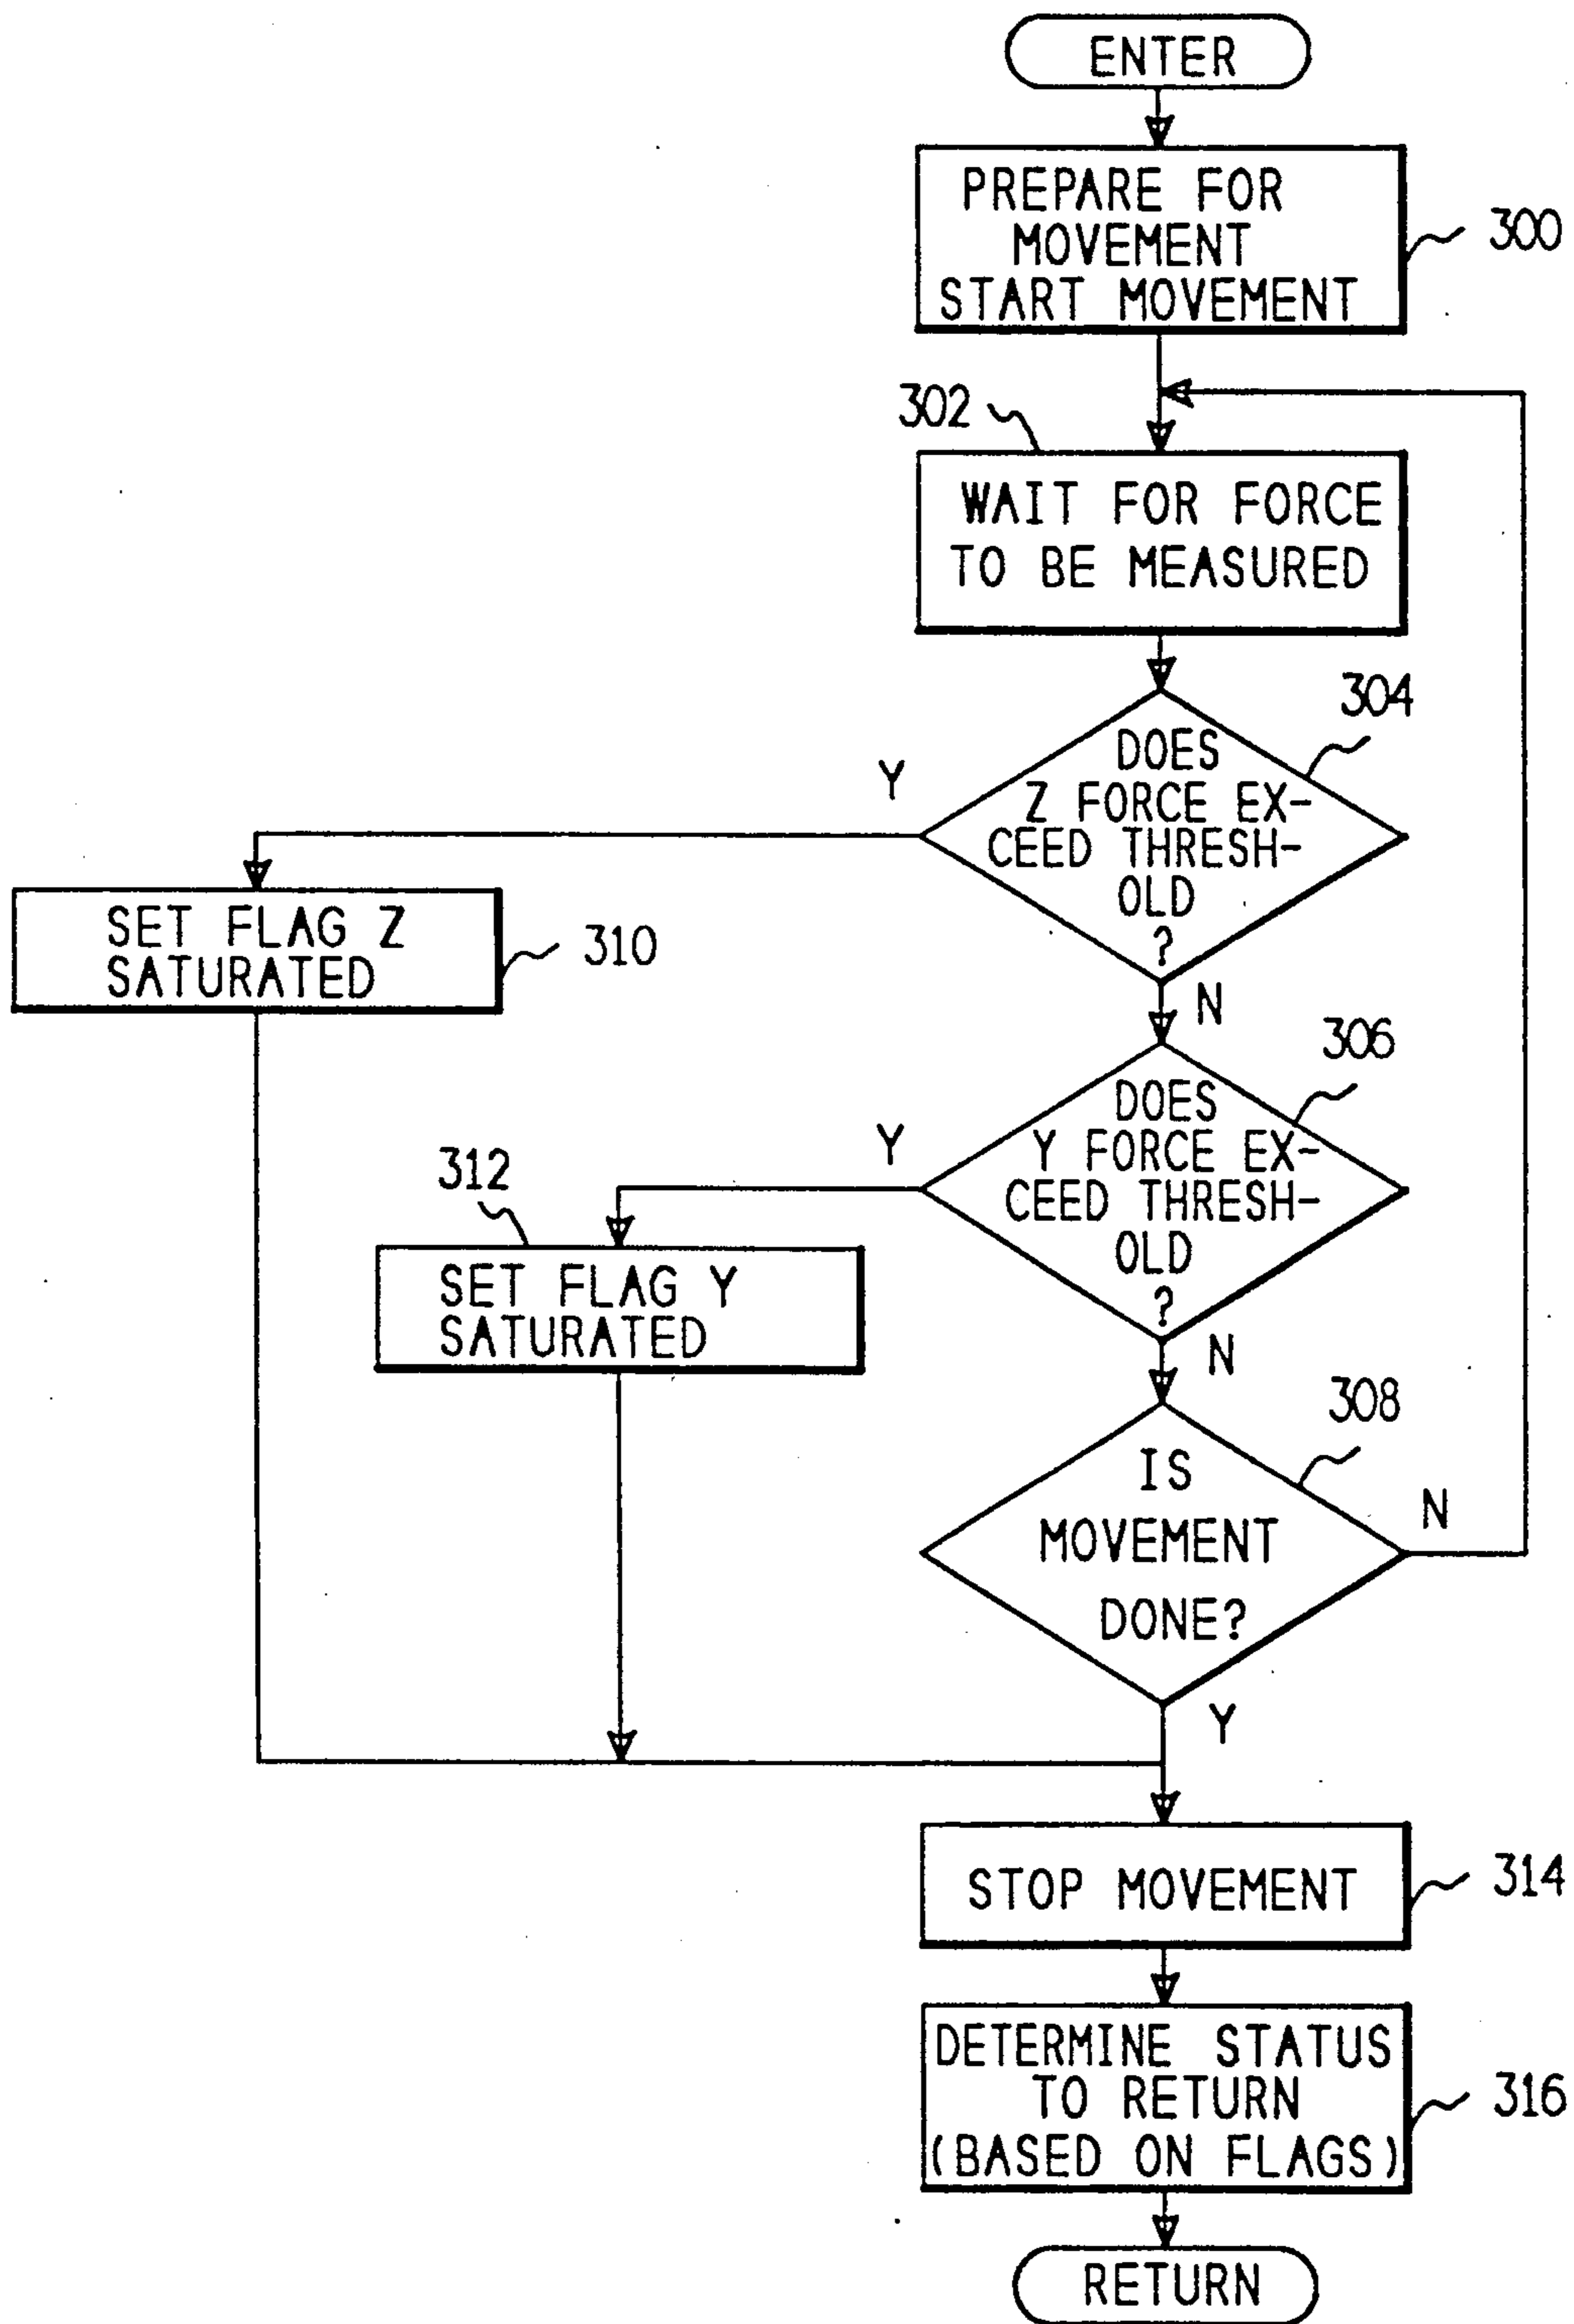 ENTER
PREPARE FOR
MOVEMENT
START MOVEMENT
300
302
WAIT FOR FORCE
TO BE MEASURED
304
DOES
Z FORCE EX-
CEED THRESH-
OLD
?
Y
N
SET FLAG Z
SATURATED
310
306
DOES
Y FORCE EX-
CEED THRESH-
OLD
?
Y
N
312
SET FLAG Y
SATURATED
308
IS
MOVEMENT
DONE?
N
Y
STOP MOVEMENT
314
DETERMINE STATUS
TO RETURN
(BASED ON FLAGS)
316
RETURN